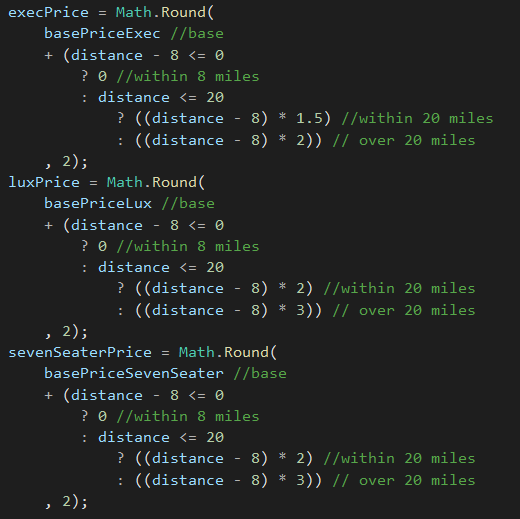 execPrice = Math.Round(
    basePriceExec //base
    + (distance - 8 <= 0
        ? 0 //within 8 miles
        : distance <= 20
            ? ((distance - 8) * 1.5) //within 20 miles
            : ((distance - 8) * 2)) // over 20 miles
    , 2);
luxPrice = Math.Round(
    basePriceLux //base
    + (distance - 8 <= 0
        ? 0 //within 8 miles
        : distance <= 20
            ? ((distance - 8) * 2) //within 20 miles
            : ((distance - 8) * 3)) // over 20 miles
    , 2);
sevenSeaterPrice = Math.Round(
    basePriceSevenSeater //base
    + (distance - 8 <= 0
        ? 0 //within 8 miles
        : distance <= 20
            ? ((distance - 8) * 2) //within 20 miles
            : ((distance - 8) * 3)) // over 20 miles
    , 2);